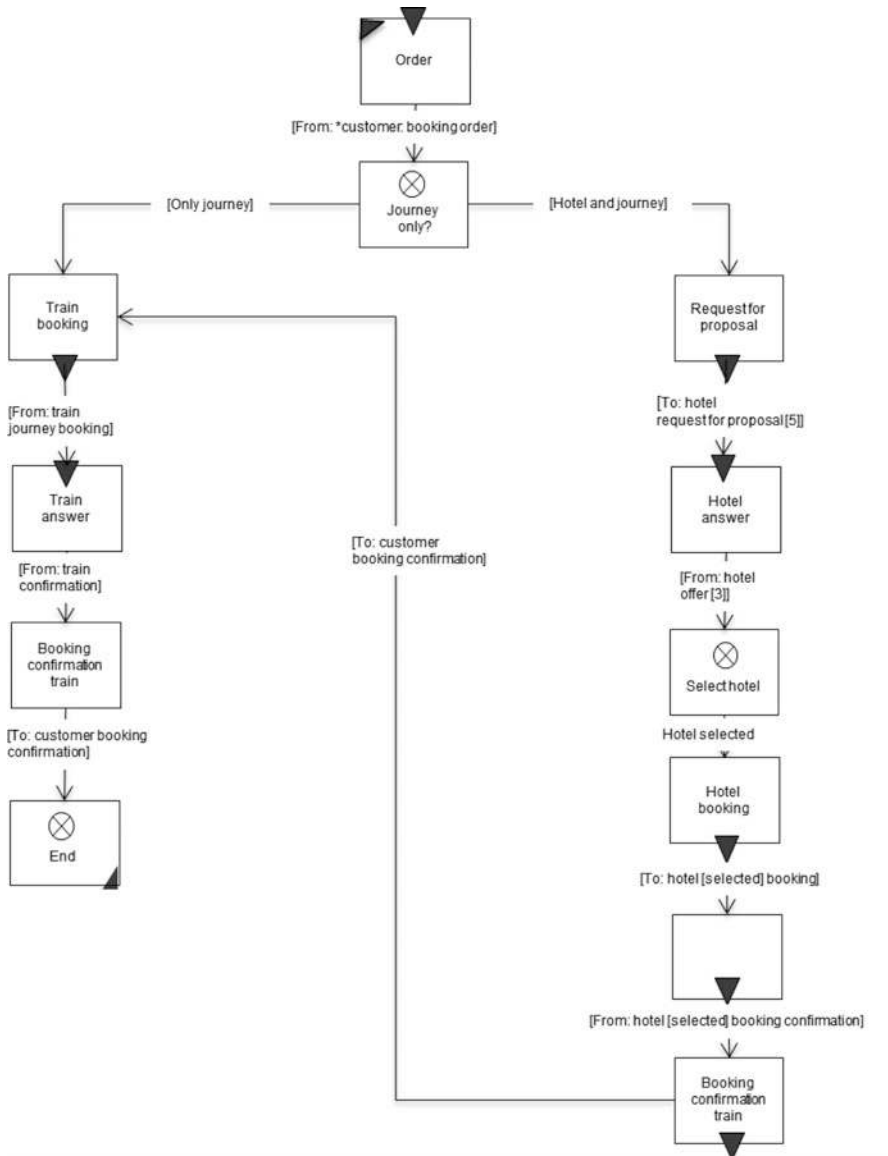 Order
[From: *customer: booking order]
Journey
only?
[Only journey]
[Hotel and journey]
Train
booking
[From: train
journey booking]
Train
answer
[From: train
confirmation]
Booking
confirmation
train
[To: customer booking
confirmation]
End
[To: customer
booking confirmation]
Request for
proposal
[To: hotel
request for proposal [5]]
Hotel
answer
[From: hotel
offer [3]]
Select hotel
Hotel selected
Hotel
booking
[To: hotel [selected] booking]
[From: hotel [selected] booking confirmation]
Booking
confirmation
train